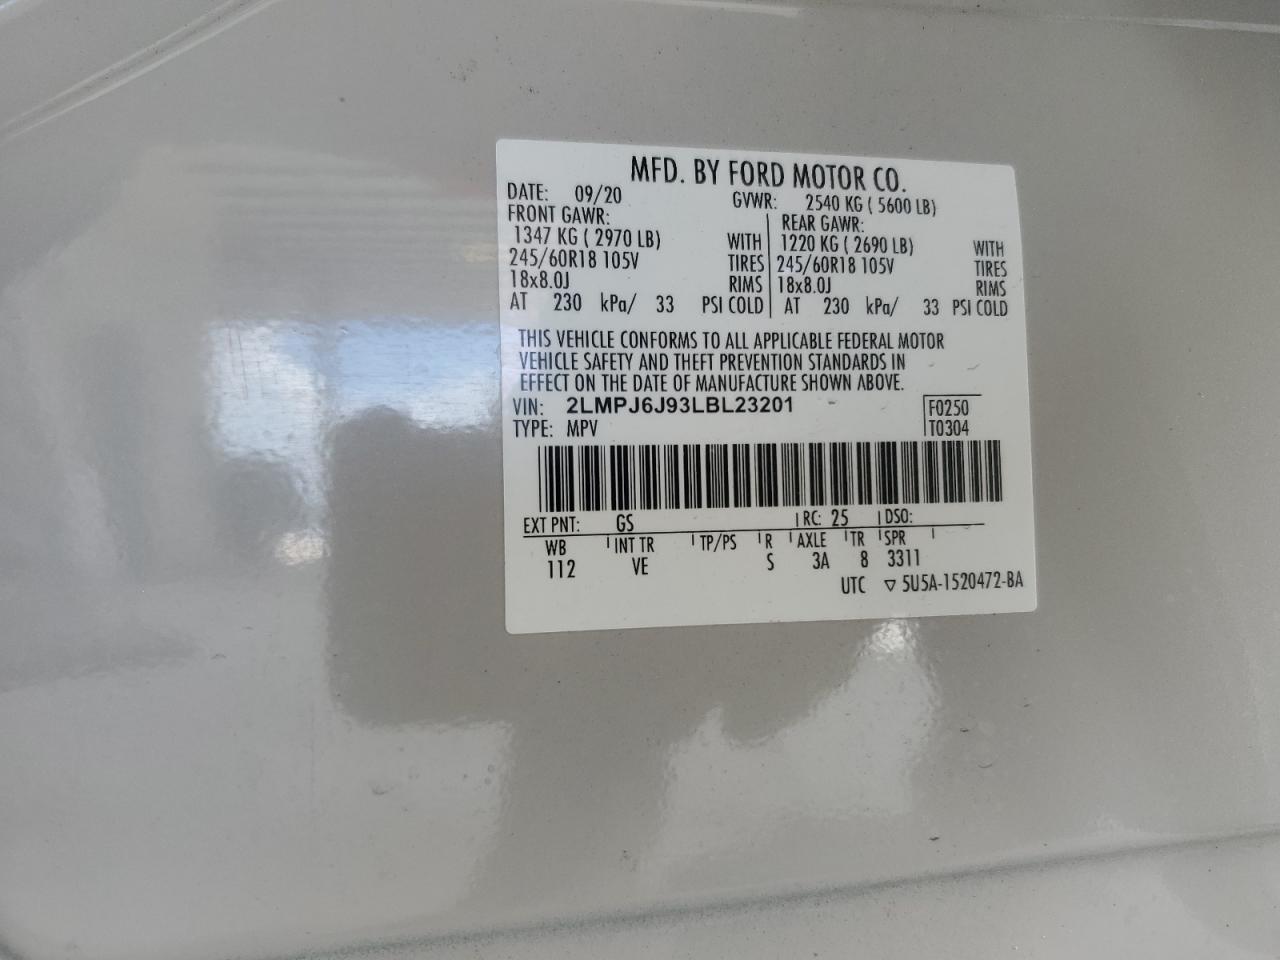 MFD. BY FORD MOTOR CO.
DATE: 09/20 GVWR: 2540 KG ( 5600 LB)
FRONT GAWR: REAR GAWR:
1347 KG ( 2970 LB) WITH 1220 KG ( 2690 LB) WITH
245/60R18 105V TIRES 245/60R18 105V TIRES
18x8.0J RIMS 18x8.0J RIMS
AT 230 kPa/ 33 PSI COLD AT 230 kPa/ 33 PSI COLD
THIS VEHICLE CONFORMS TO ALL APPLICABLE FEDERAL MOTOR
VEHICLE SAFETY AND THEFT PREVENTION STANDARDS IN
EFFECT ON THE DATE OF MANUFACTURE SHOWN ABOVE.
VIN: 2LMPJ6J93LBL23201 F0250
TYPE: MPV T0304
EXT PNT: GS RC: 25 DSO:
WB INT TR TP/PS R AXLE TR SPR
112 VE S 3A 8 3311
UTC ▽ 5U5A-1520472-BA